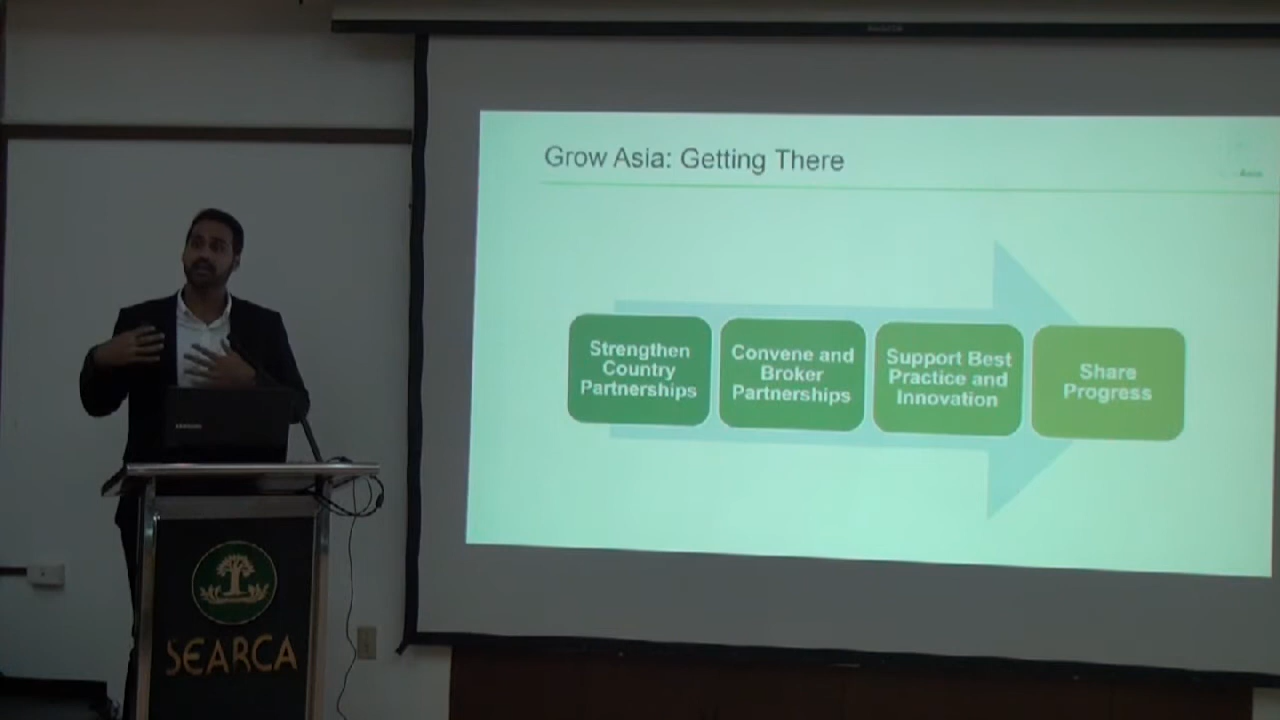 Grow Asia: Getting There
Strengthen
Country
Partnerships
Convene and
Broker
Partnerships
Support Best
Practice and
Innovation
Share
Progress
SAMSUNG
SEARCA